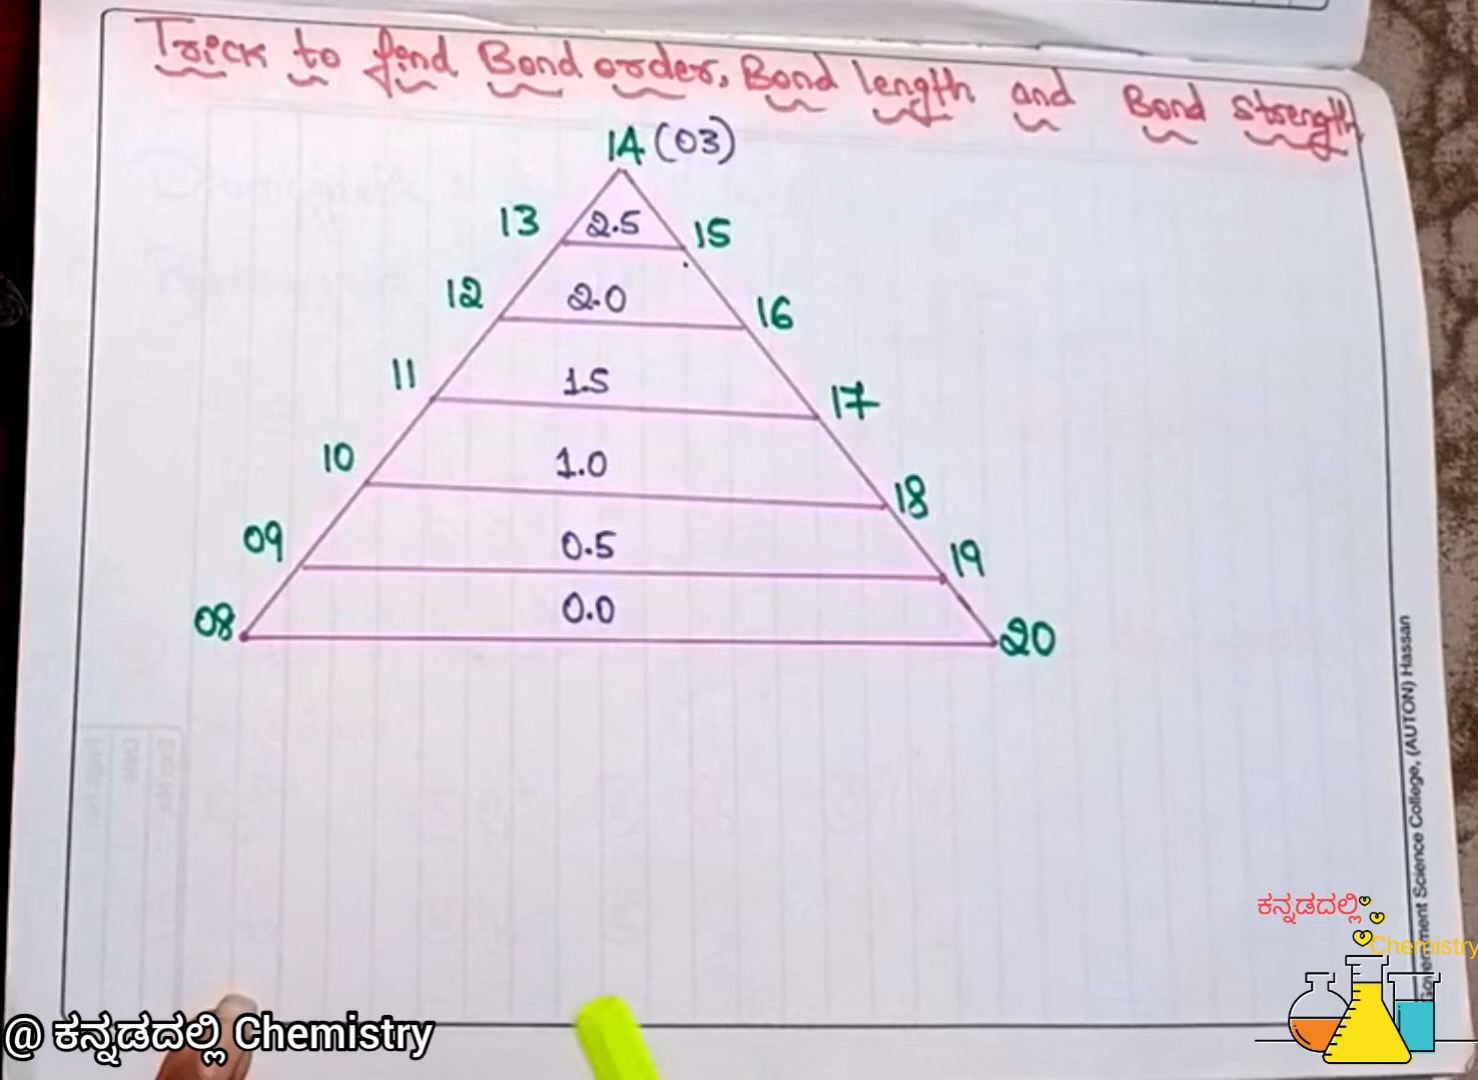 Trick to find Bond order, Bond length and Bond strength
14 (03)
13 2.5 15
12 2.0 16
11 1.5 17
10 1.0 18
09 0.5 19
08 0.0 20
Government Science College, (AUTON) Hassan
ಕನ್ನಡದಲ್ಲಿ
Chemistry
@ ಕನ್ನಡದಲ್ಲಿ Chemistry